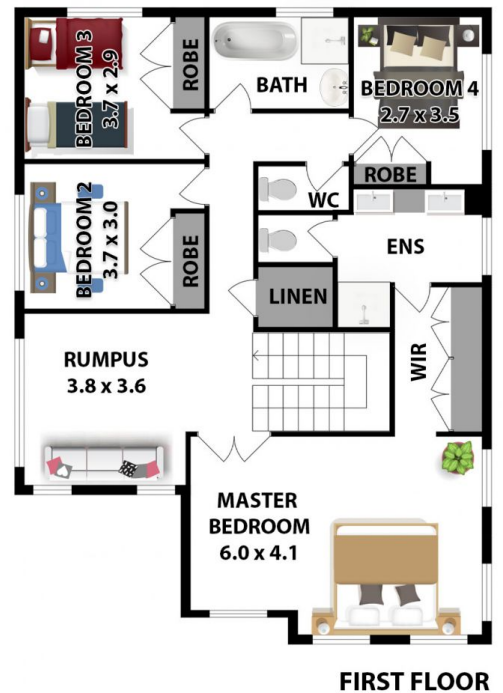 BEDROOM 3
3.7 x 2.9
ROBE
BATH
BEDROOM 4
2.7 x 3.5
ROBE
WC
BEDROOM 2
3.7 x 3.0
ROBE
ENS
LINEN
RUMPUS
3.8 x 3.6
WIR
MASTER
BEDROOM
6.0 x 4.1
FIRST FLOOR